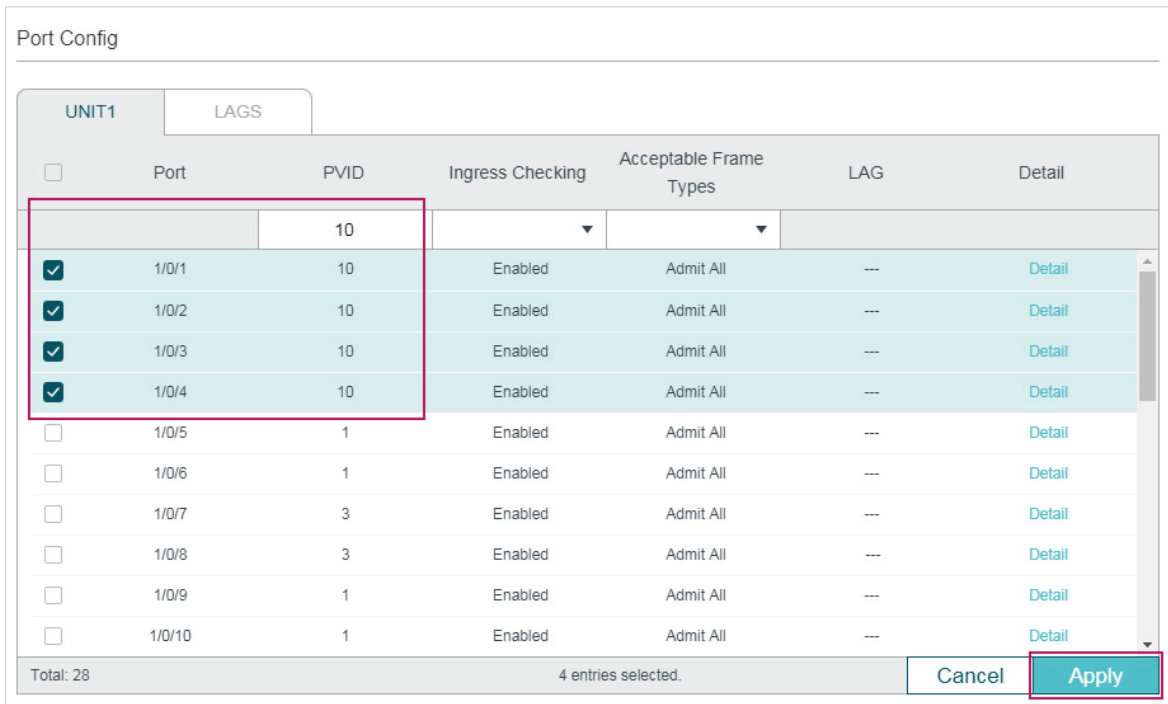 Port Config
UNIT1 LAGS
Port PVID Ingress Checking Acceptable Frame Types LAG Detail
10
1/0/1 10 Enabled Admit All --- Detail
1/0/2 10 Enabled Admit All --- Detail
1/0/3 10 Enabled Admit All --- Detail
1/0/4 10 Enabled Admit All --- Detail
1/0/5 1 Enabled Admit All --- Detail
1/0/6 1 Enabled Admit All --- Detail
1/0/7 3 Enabled Admit All --- Detail
1/0/8 3 Enabled Admit All --- Detail
1/0/9 1 Enabled Admit All --- Detail
1/0/10 1 Enabled Admit All --- Detail
Total: 28 4 entries selected. Cancel Apply